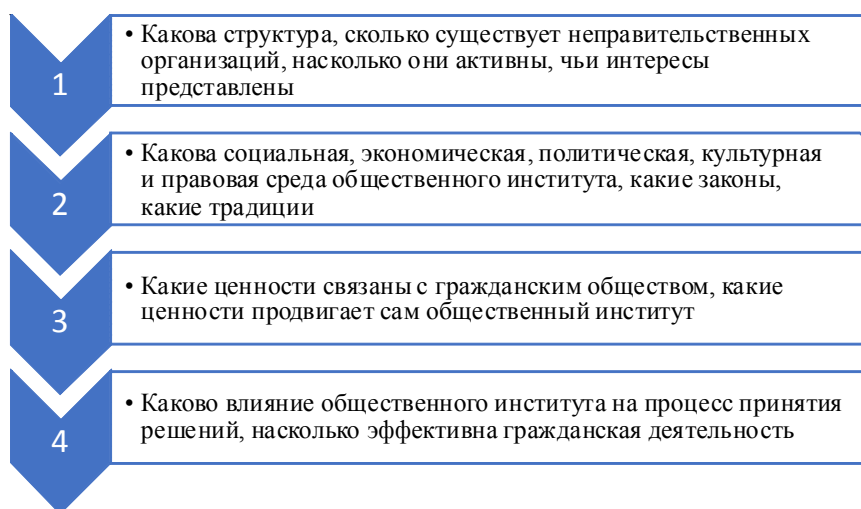 1
• Какова структура, сколько существует неправительственных
организаций, насколько они активны, чьи интересы
представлены
2
• Какова социальная, экономическая, политическая, культурная
и правовая среда общественного института, какие законы,
какие традиции
3
• Какие ценности связаны с гражданским обществом, какие
ценности продвигает сам общественный институт
4
• Каково влияние общественного института на процесс принятия
решений, насколько эффективна гражданская деятельность